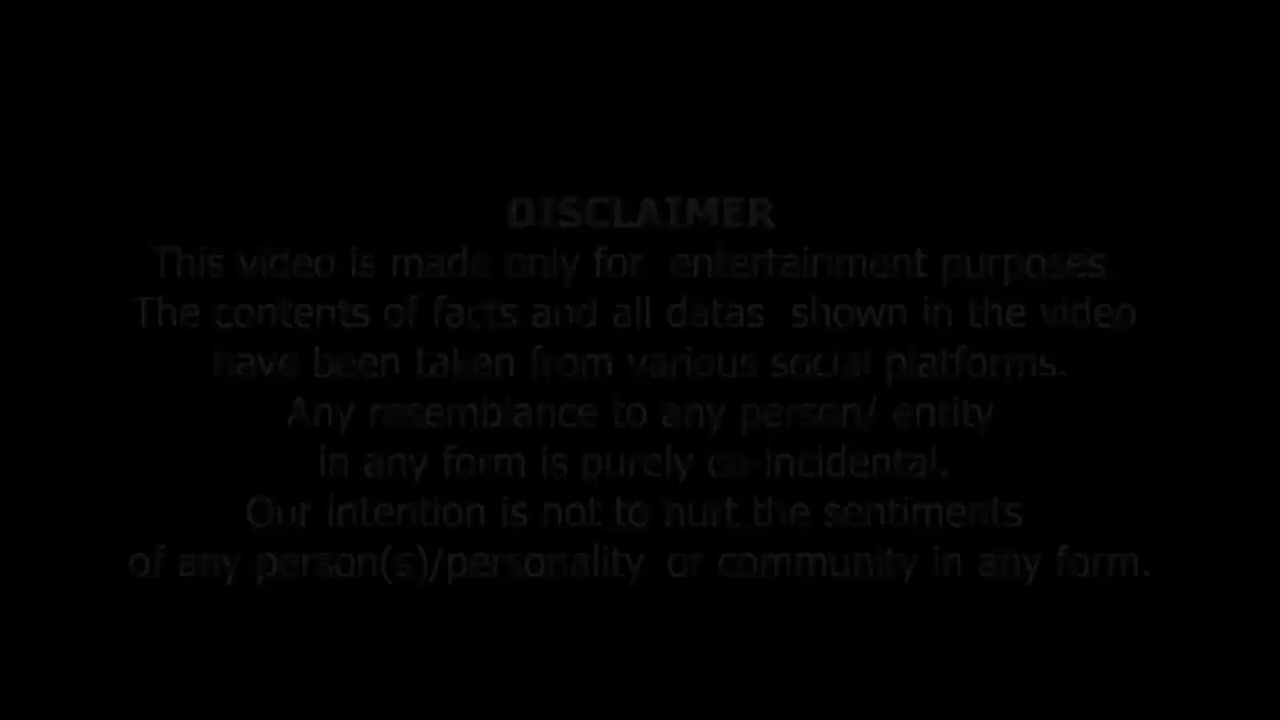 DISCLAIMER
This video is made only for entertainment purposes.
The contents of facts and all datas shown in the video
have been taken from various social platforms.
Any resemblance to any person/ entity
in any form is purely co-incidental.
Our intention is not to hurt the sentiments
of any person(s)/personality or community in any form.